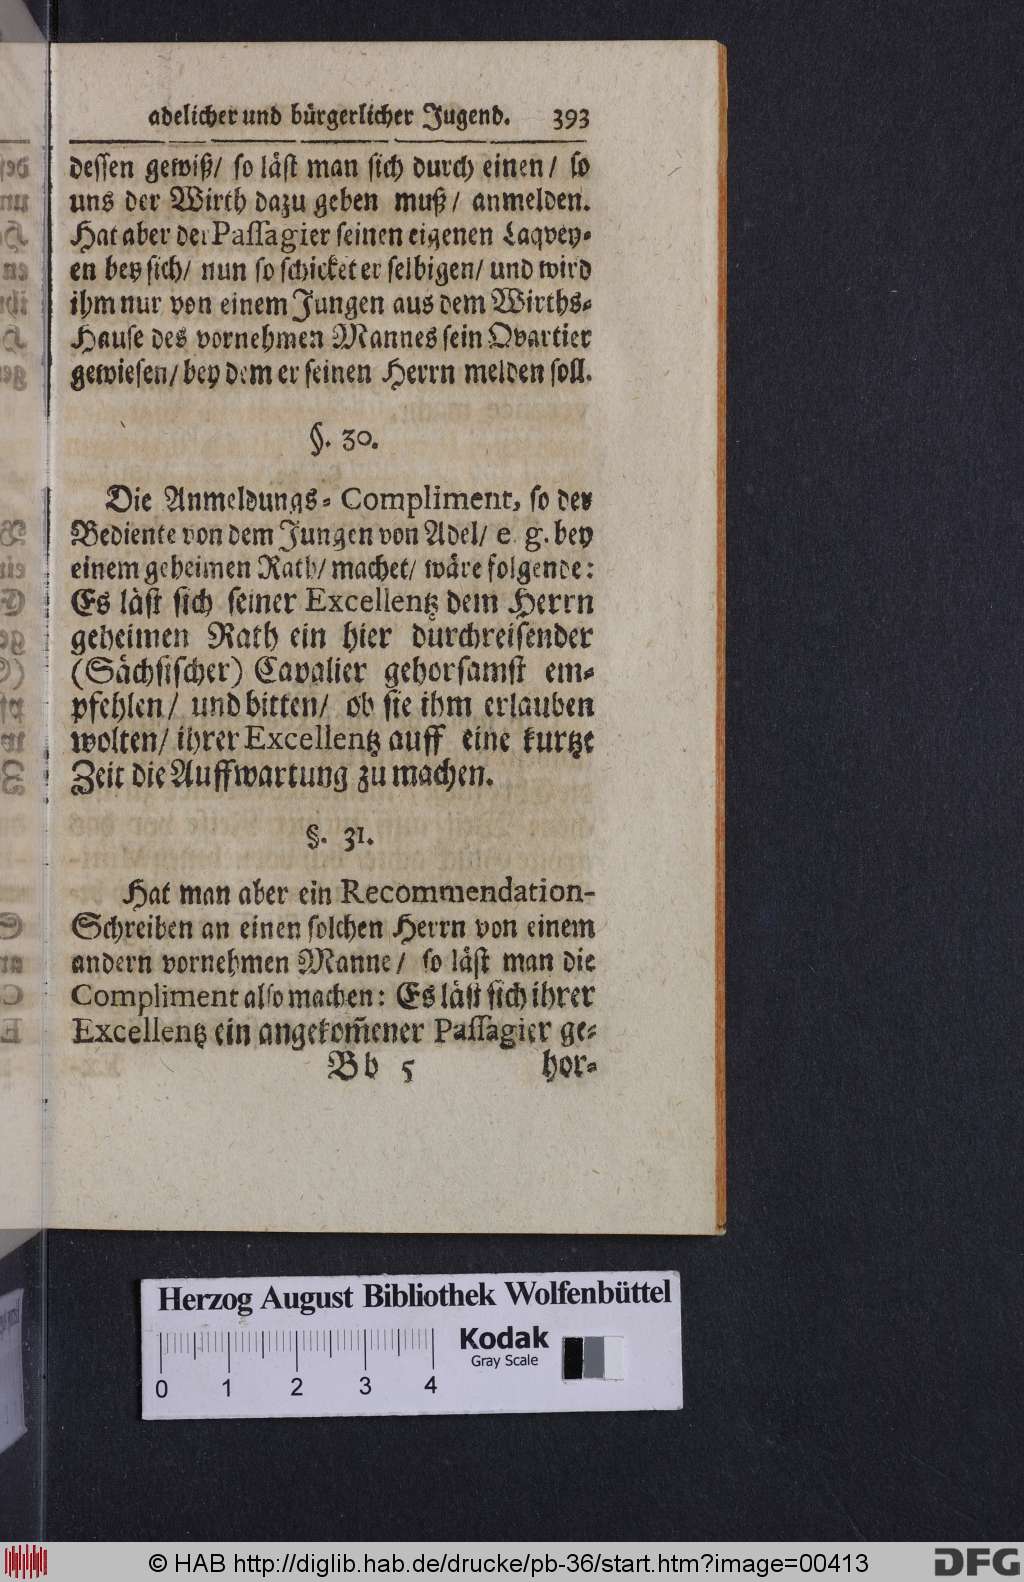 adelicher und bürgerlicher Jugend. 393
dessen gewiß/ so läst man sich durch einen/ so
uns der Wirth dazu geben muß/ anmelden.
Hat aber der Passagier seinen eigenen Laqvey-
en bey sich/ nun so schicket er selbigen/ und wird
ihm nur von einem Jungen aus dem Wirths-
Hause des vornehmen Mannes sein Qvartier
gewiesen/ bey dem er seinen Herrn melden soll.
§. 30.
Die Anmeldungs-Compliment, so der
Bediente von dem Jungen von Adel/ e. g. bey
einem geheimen Rath/ machet/ wäre folgende:
Es läst sich seiner Excellentz dem Herrn
geheimen Rath ein hier durchreisender
(Sächsischer) Cavalier gehorsamst em-
pfehlen/ und bitten/ ob sie ihm erlauben
wolten/ ihrer Excellentz auff eine kurtze
Zeit die Auffwartung zu machen.
§. 31.
Hat man aber ein Recommendation-
Schreiben an einen solchen Herrn von einem
andern vornehmen Manne/ so läst man die
Compliment also machen: Es läst sich ihrer
Excellentz ein angekom̃ener Passagier ge-
Bb 5 hor-
Herzog August Bibliothek Wolfenbüttel
Kodak
Gray Scale
0 1 2 3 4
© HAB http://diglib.hab.de/drucke/pb-36/start.htm?image=00413
DFG